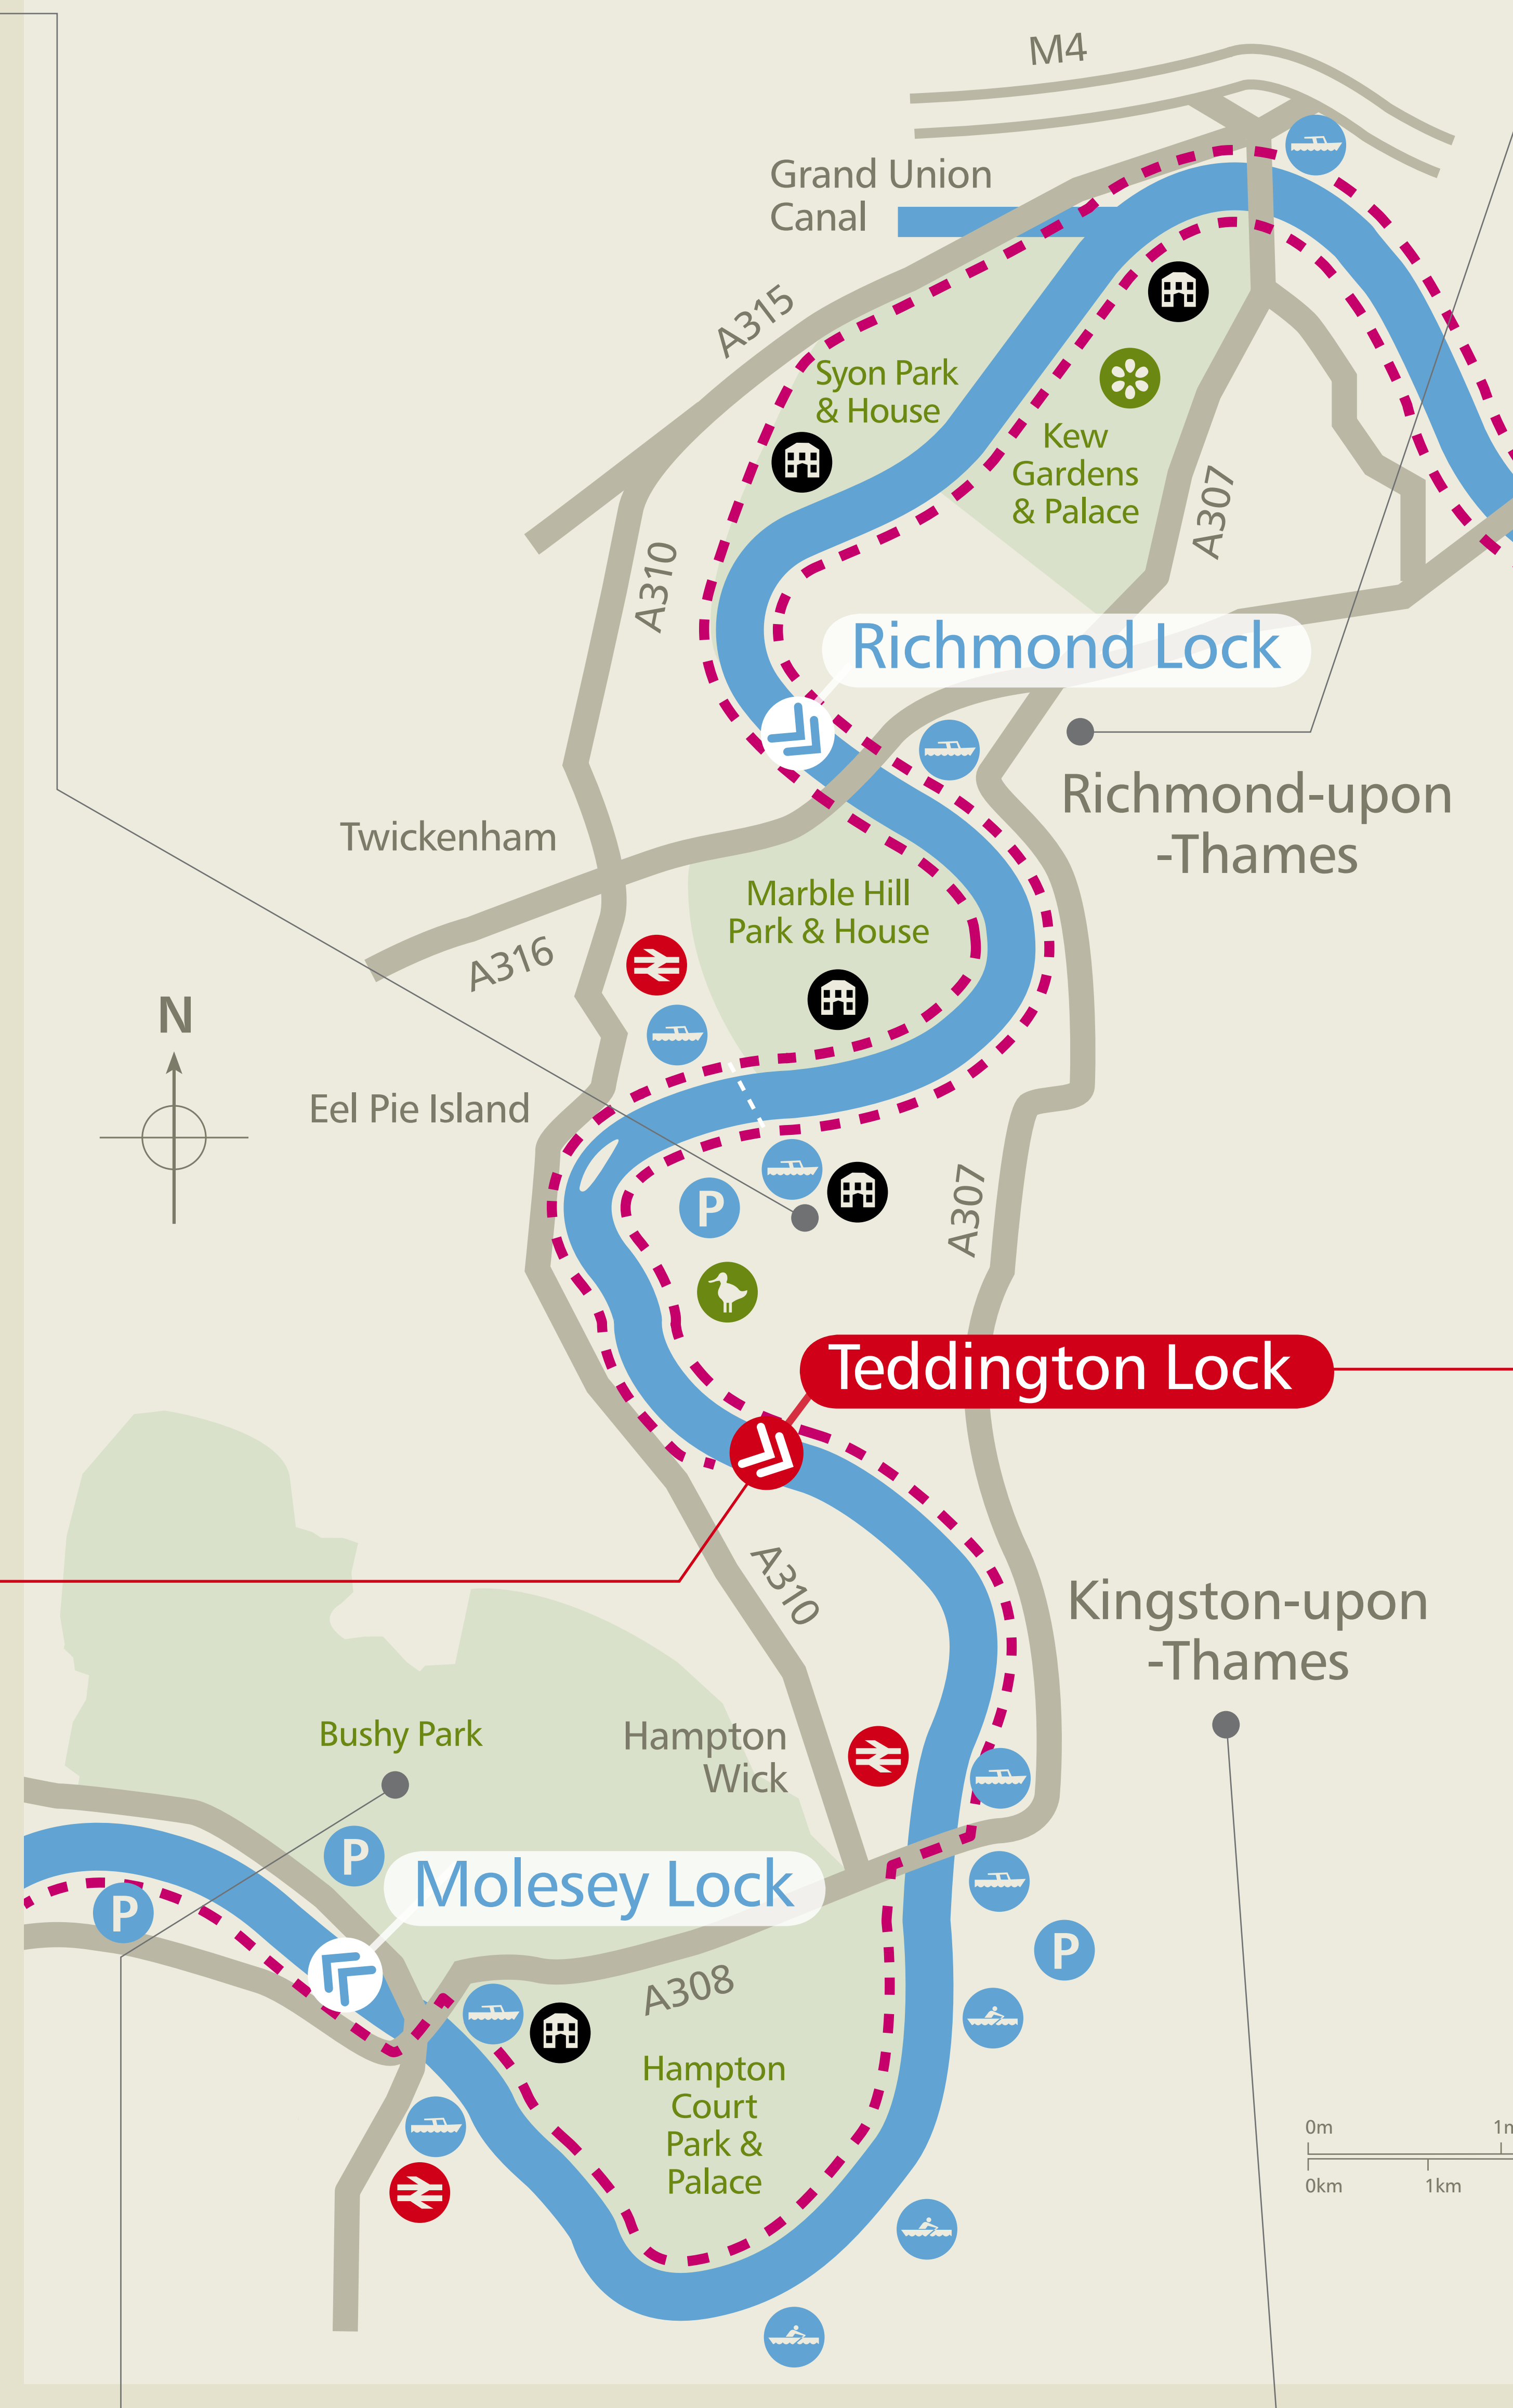 M4
Grand Union
Canal
A315
Syon Park
& House
Kew
Gardens
& Palace
A307
A310
Richmond Lock
Richmond-upon
-Thames
Twickenham
Marble Hill
Park & House
A316
N
Eel Pie Island
P
A307
Teddington Lock
A310
Kingston-upon
-Thames
Bushy Park
Hampton
Wick
P
Molesey Lock
P
P
A308
Hampton
Court
Park &
Palace
0m
1m
0km
1km